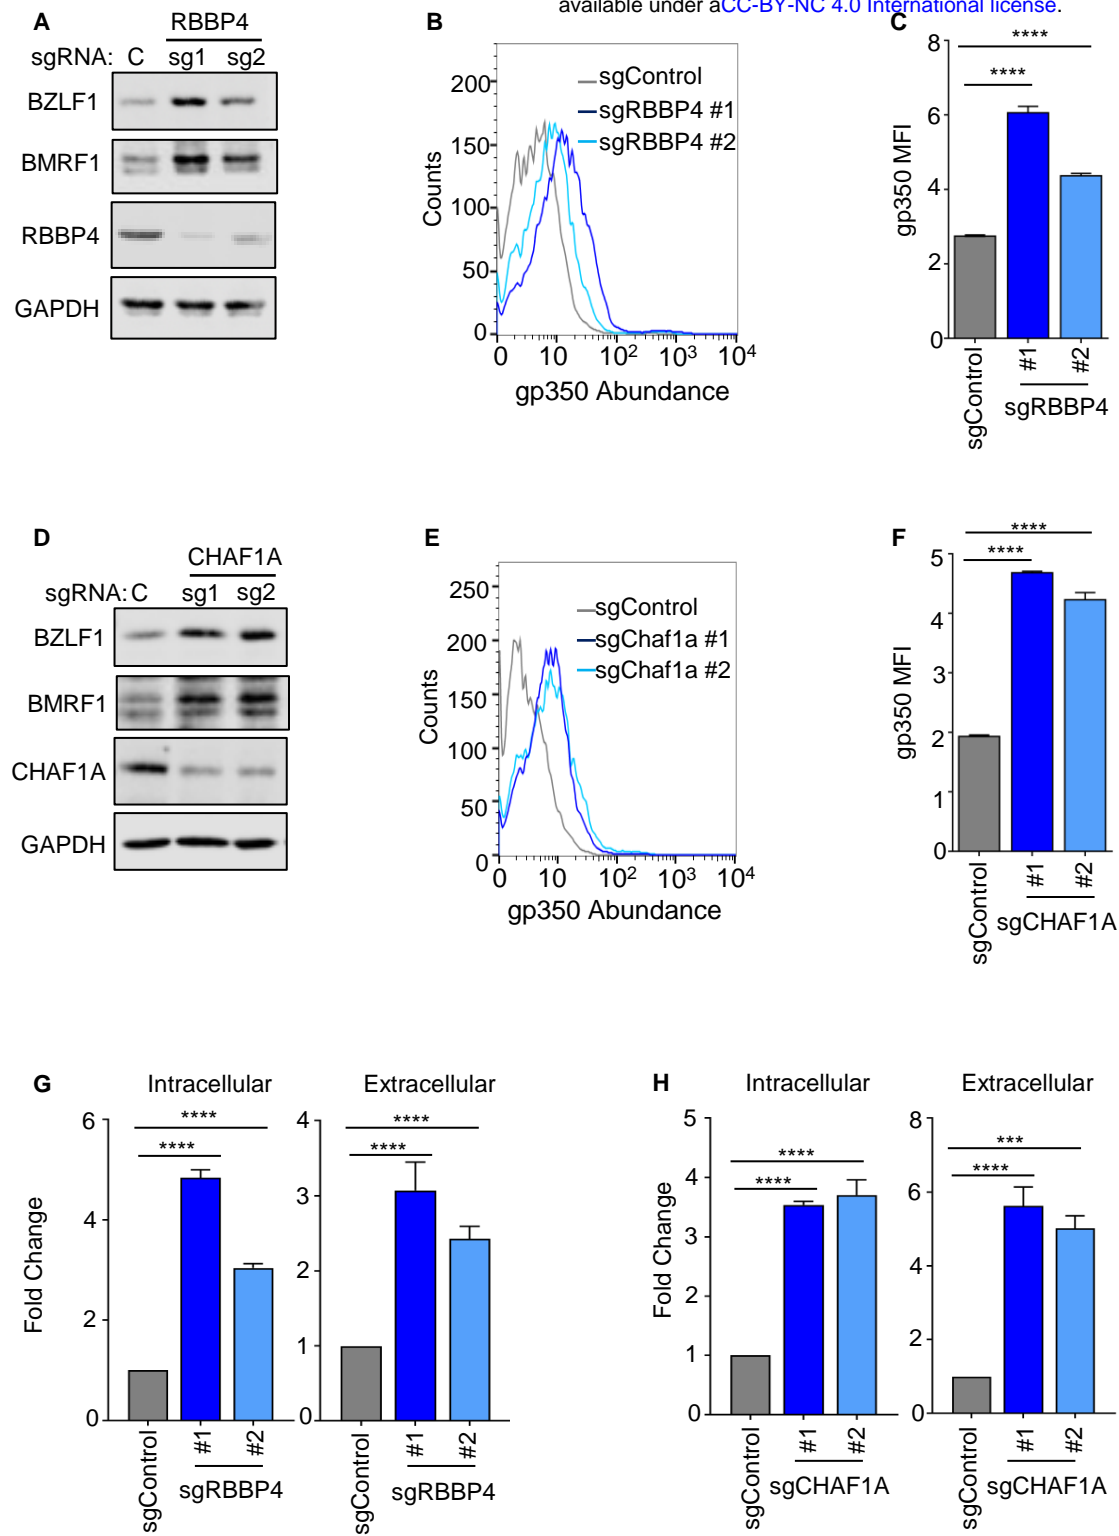 available under aCC-BY-NC 4.0 International license.
A
RBBP4
sgRNA: C sg1 sg2
BZLF1
BMRF1
RBBP4
GAPDH
B
200
150
100
50
0
Counts
sgControl
sgRBBP4 #1
sgRBBP4 #2
0 10 10² 10³ 10⁴
gp350 Abundance
C
8
6
4
2
0
gp350 MFI
****
****
sgControl
#1
#2
sgRBBP4
D
CHAF1A
sgRNA: C sg1 sg2
BZLF1
BMRF1
CHAF1A
GAPDH
E
250
200
150
100
50
0
Counts
sgControl
sgChaf1a #1
sgChaf1a #2
0 10 10² 10³ 10⁴
gp350 Abundance
F
5
4
3
2
1
0
gp350 MFI
****
****
sgControl
#1
#2
sgCHAF1A
G
Intracellular
6
4
2
0
Fold Change
****
****
sgControl
#1
#2
sgRBBP4
Extracellular
4
3
2
1
0
****
****
sgControl
#1
#2
sgRBBP4
H
Intracellular
5
4
3
2
1
0
Fold Change
****
****
sgControl
#1
#2
sgCHAF1A
Extracellular
8
6
4
2
0
***
****
sgControl
#1
#2
sgCHAF1A